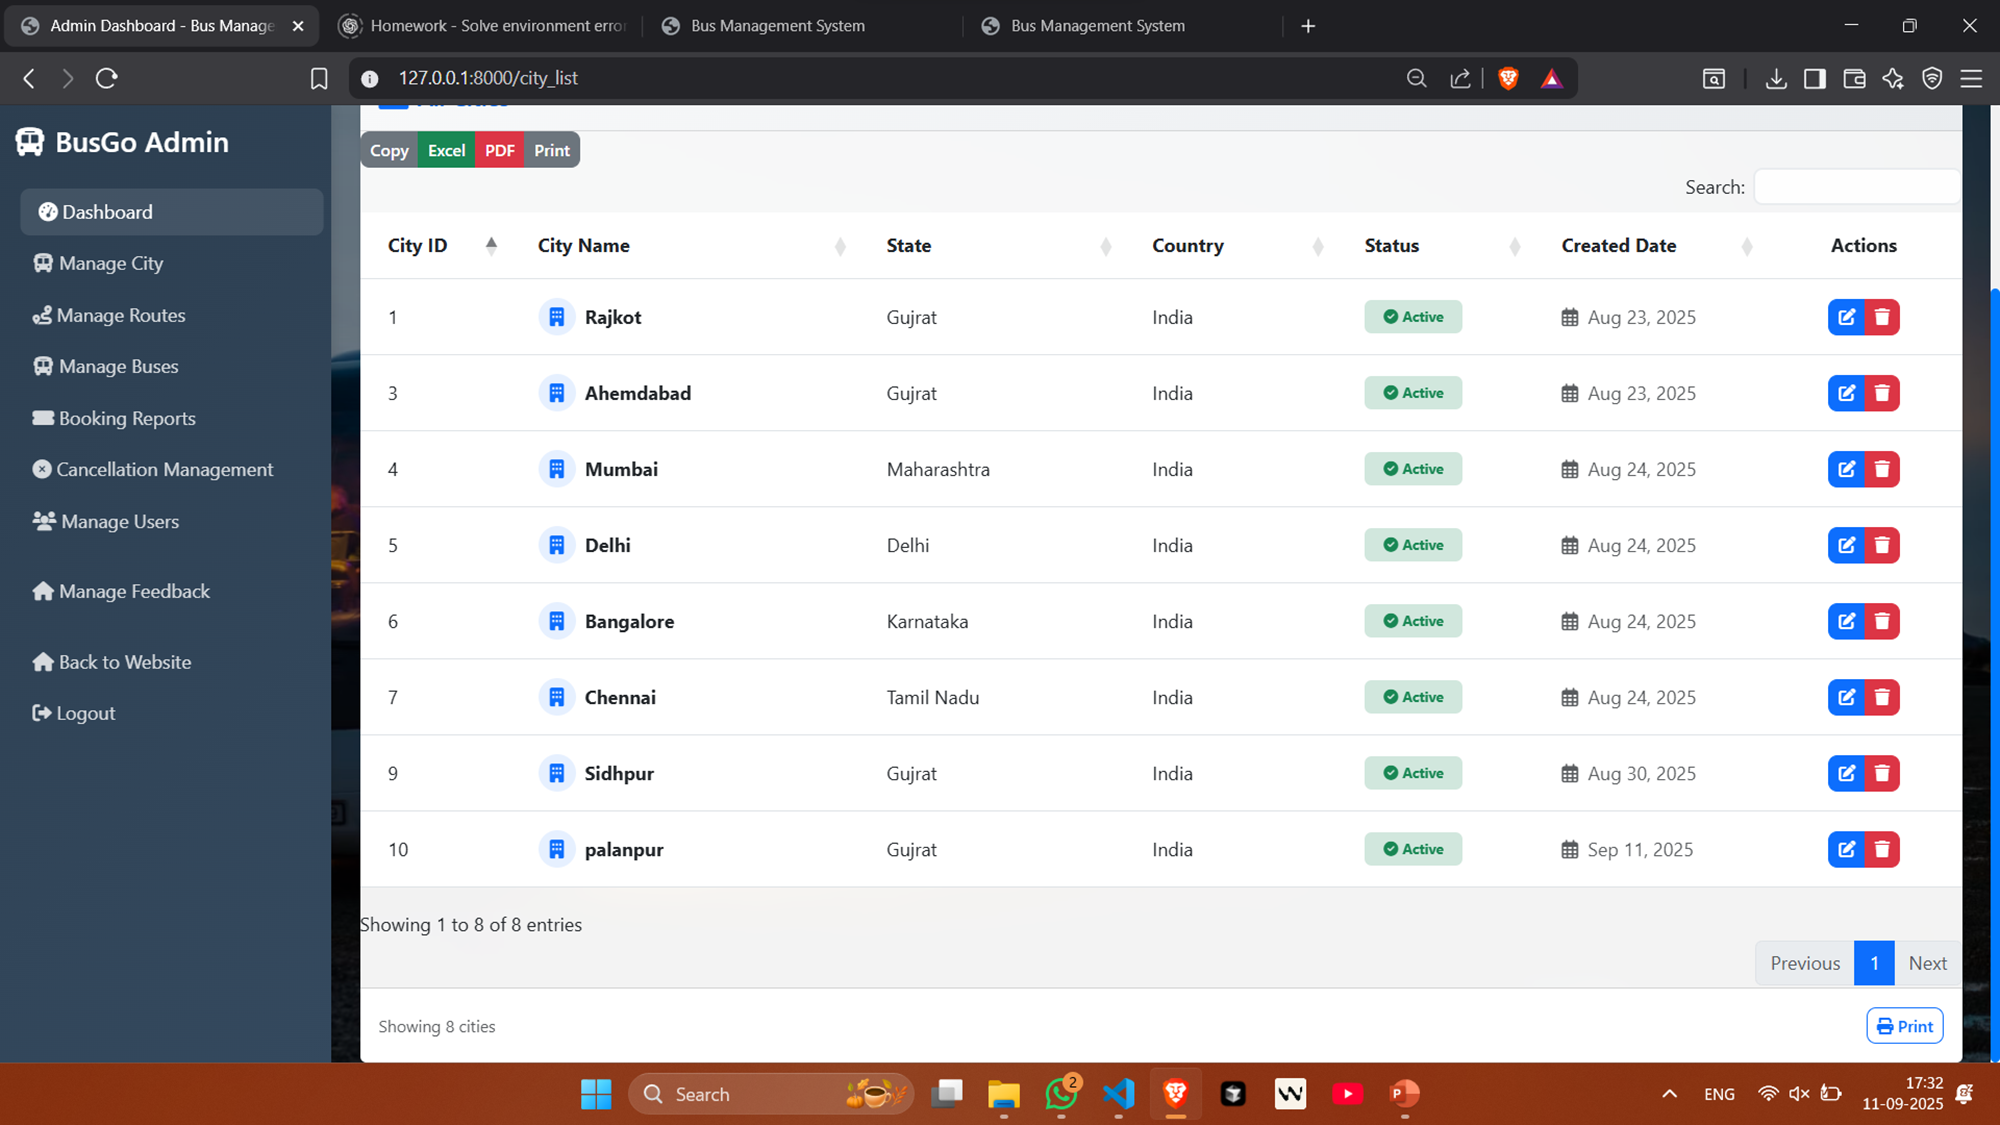 Admin Dashboard - Bus Manage
Homework - Solve environment error
Bus Management System
Bus Management System
127.0.0.1:8000/city_list
BusGo Admin
Dashboard
Manage City
Manage Routes
Manage Buses
Booking Reports
Cancellation Management
Manage Users
Manage Feedback
Back to Website
Logout
Copy Excel PDF Print
Search:
City ID City Name State Country Status Created Date Actions
1 Rajkot Gujrat India Active Aug 23, 2025
3 Ahemdabad Gujrat India Active Aug 23, 2025
4 Mumbai Maharashtra India Active Aug 24, 2025
5 Delhi Delhi India Active Aug 24, 2025
6 Bangalore Karnataka India Active Aug 24, 2025
7 Chennai Tamil Nadu India Active Aug 24, 2025
9 Sidhpur Gujrat India Active Aug 30, 2025
10 palanpur Gujrat India Active Sep 11, 2025
Showing 1 to 8 of 8 entries
Previous 1 Next
Showing 8 cities
Print
Search
2
ENG
17:32
11-09-2025